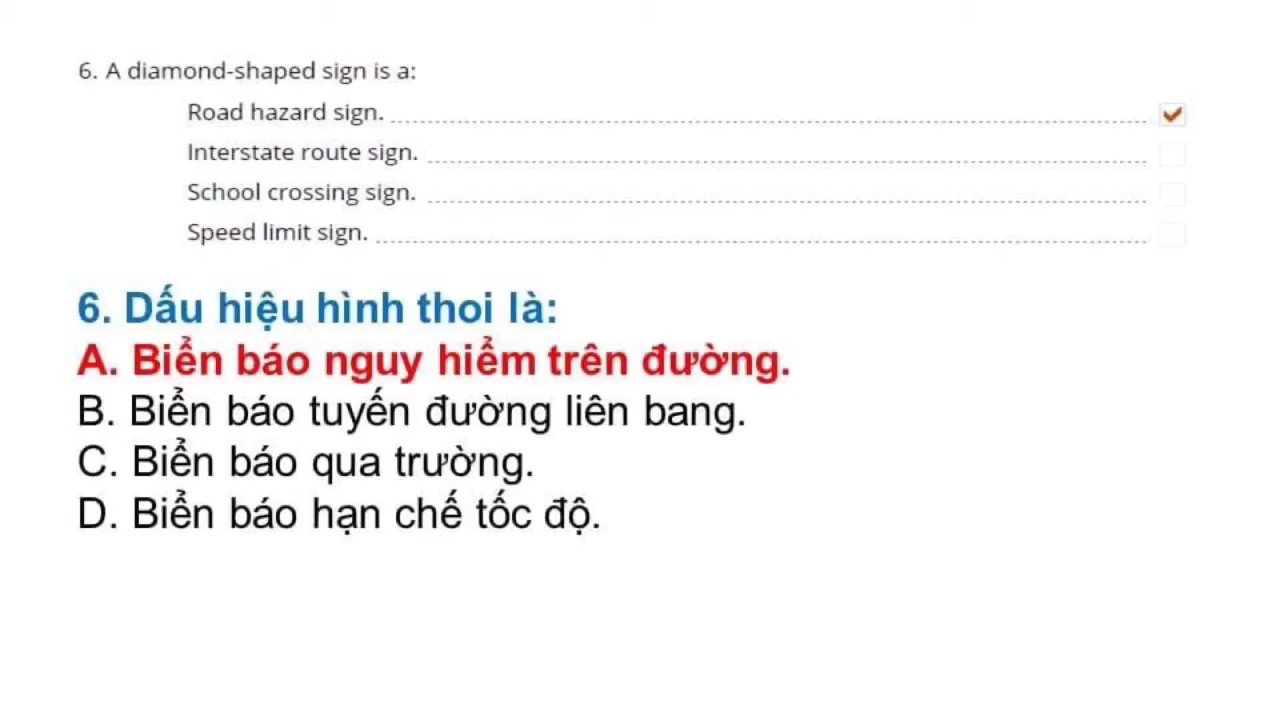 6. A diamond-shaped sign is a:
Road hazard sign.
Interstate route sign.
School crossing sign.
Speed limit sign.
6. Dấu hiệu hình thoi là:
A. Biển báo nguy hiểm trên đường.
B. Biển báo tuyến đường liên bang.
C. Biển báo qua trường.
D. Biển báo hạn chế tốc độ.